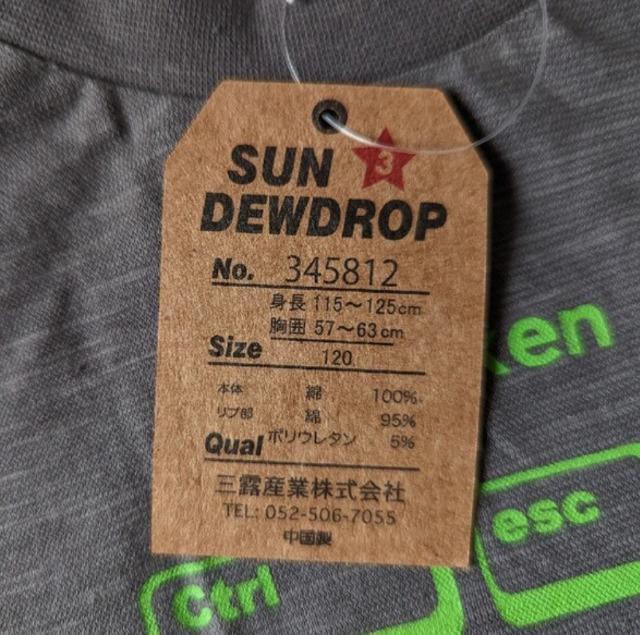 SUN 3
DEWDROP
No. 345812
身長 115～125cm
胸囲 57～63cm
Size 120
本体 綿 100%
リブ部 綿 95%
Qual ポリウレタン 5%
三露産業株式会社
TEL: 052-506-7055
中国製
ken
esc
Ctrl